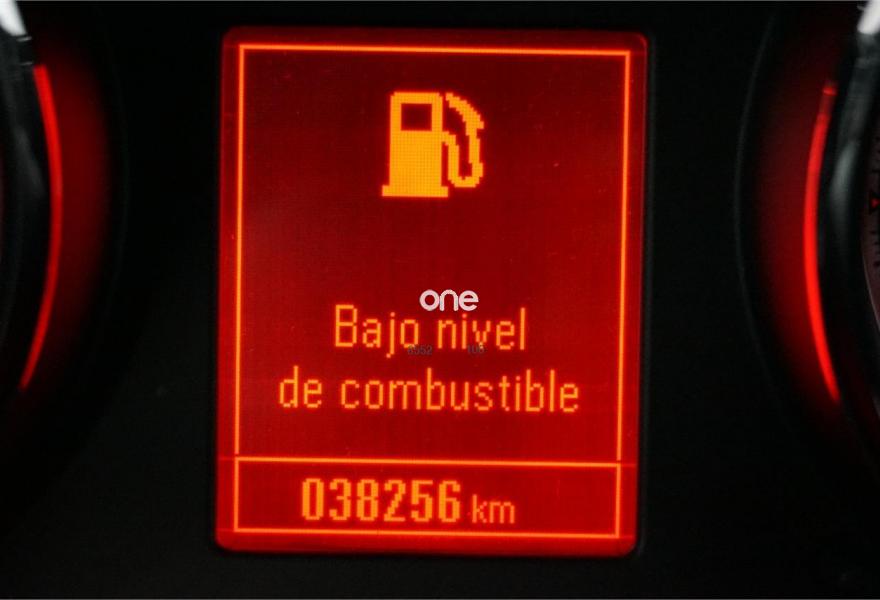 one
Bajo nivel
de combustible
038256 km